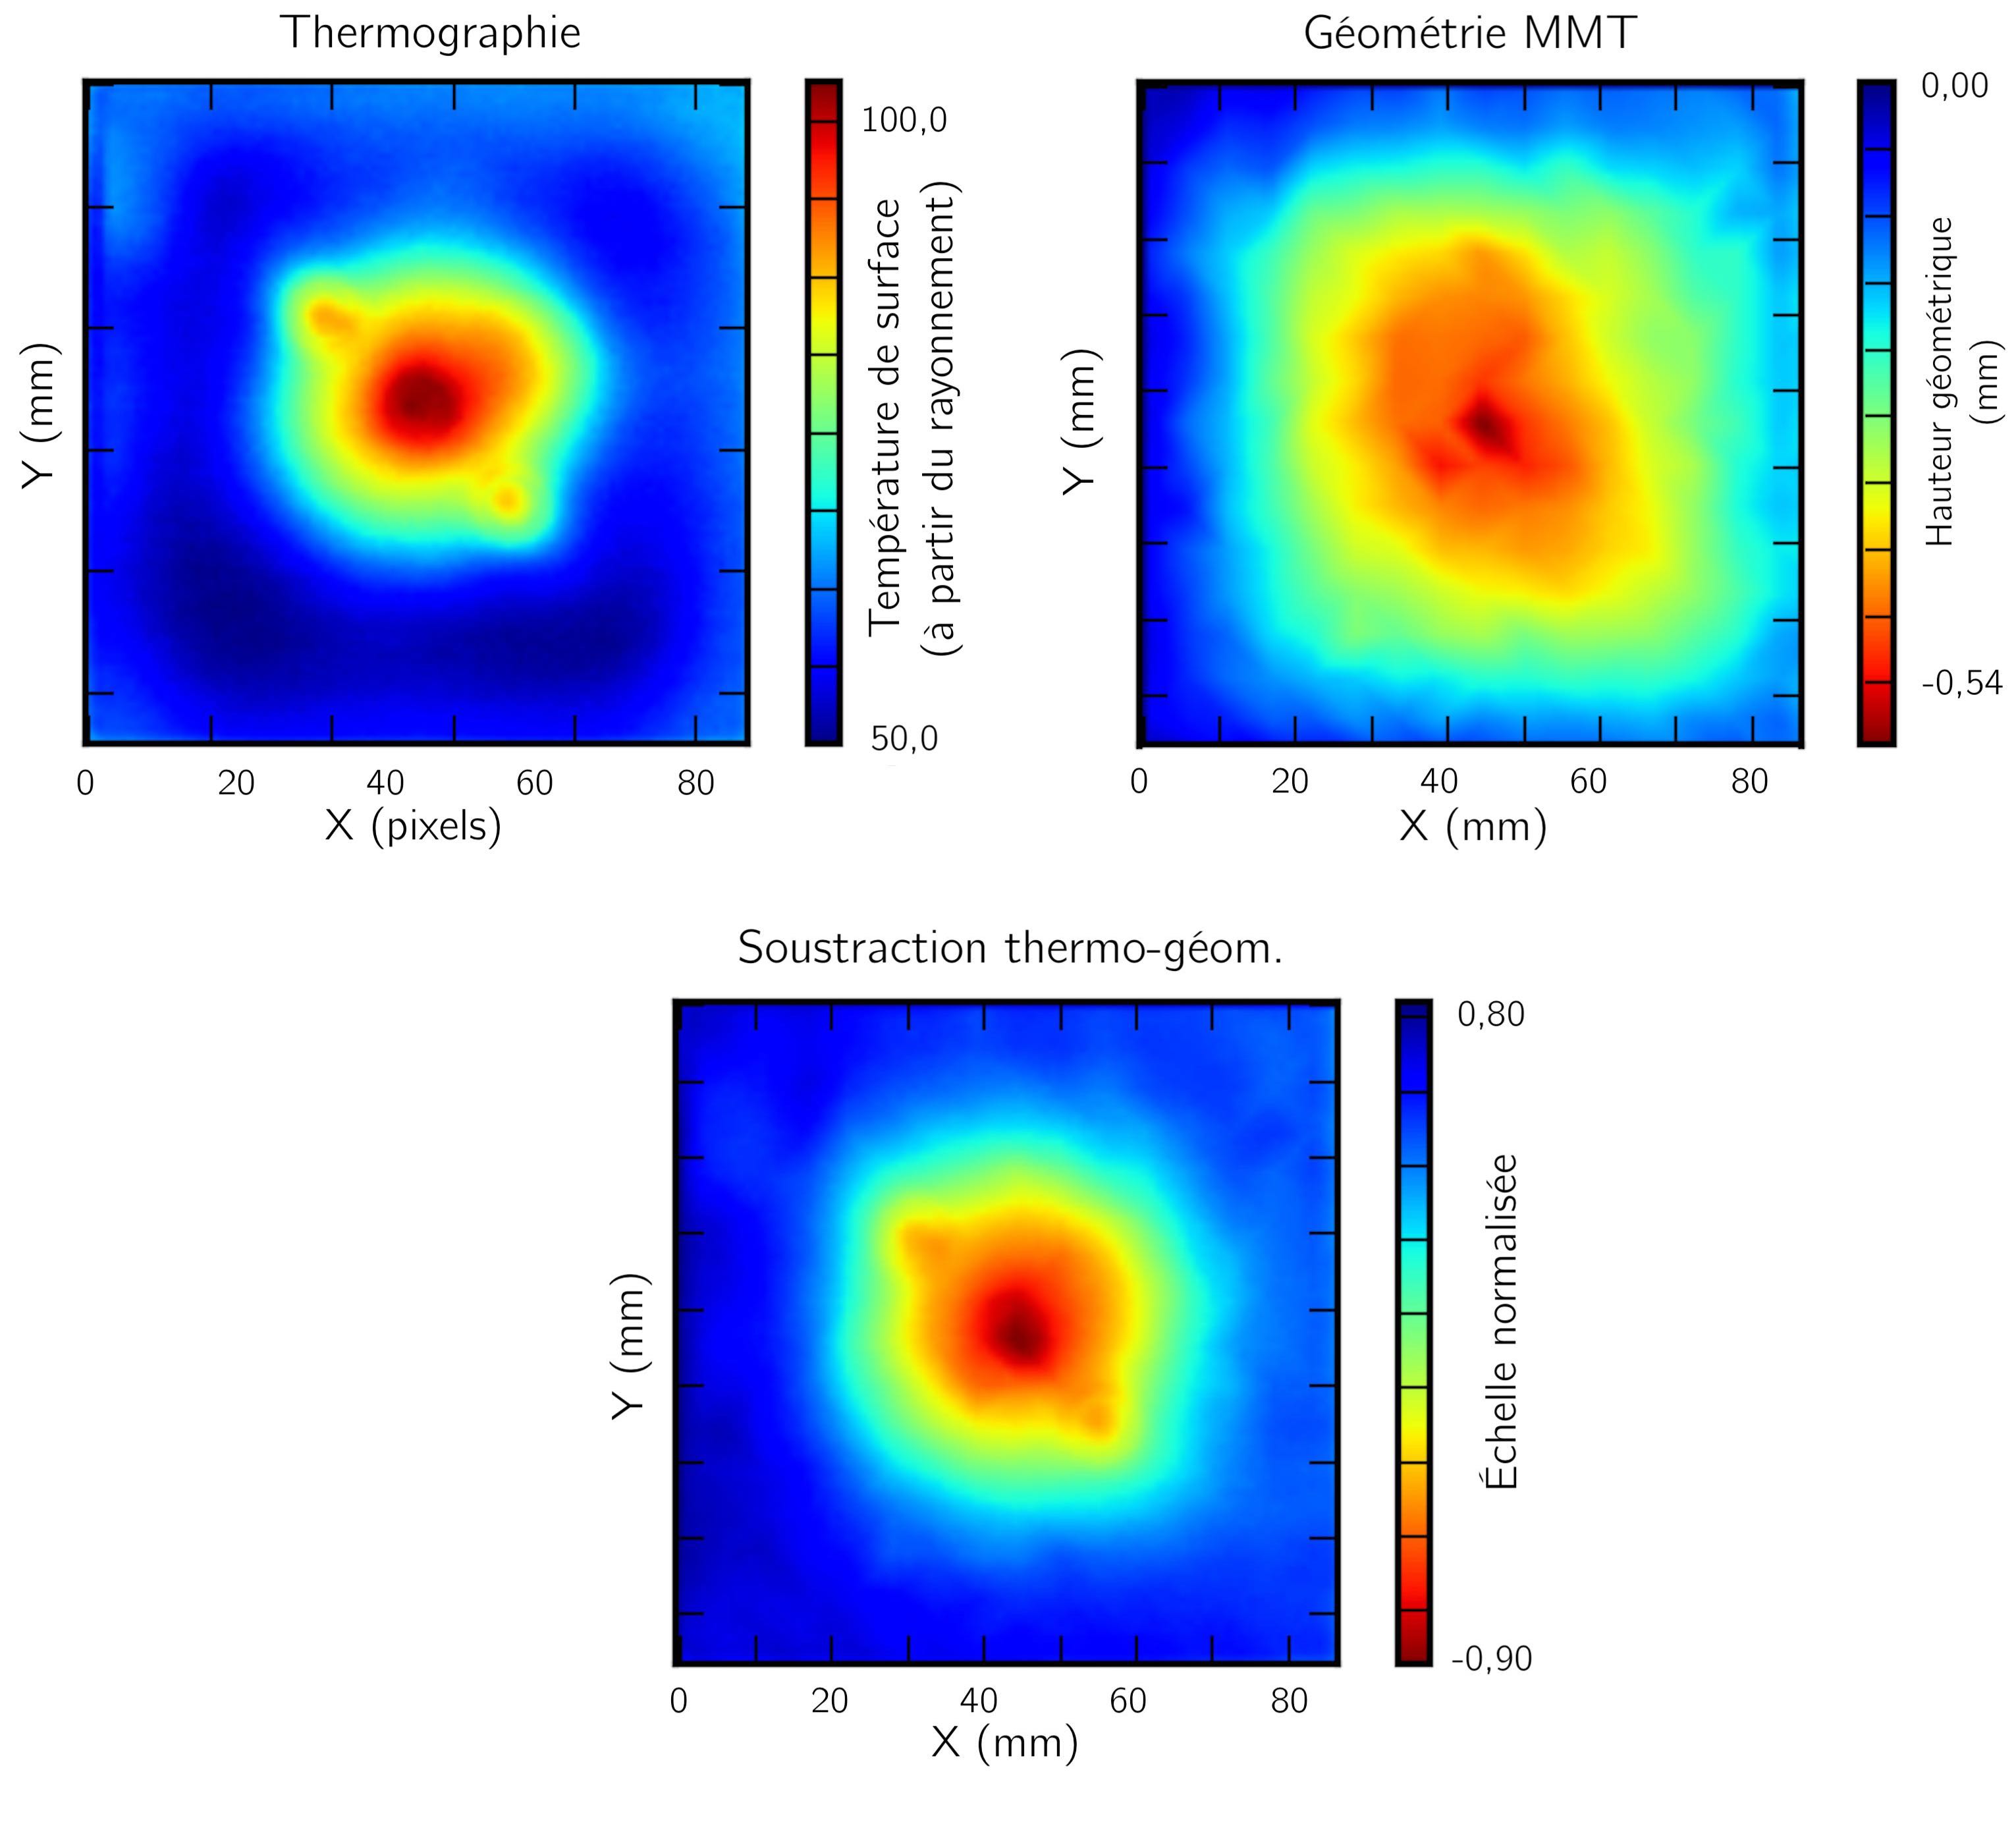 Thermographie
100,0
50,0
Température de surface
(à partir du rayonnement)
Y (mm)
0 20 40 60 80
X (pixels)
Géométrie MMT
0,00
-0,54
Hauteur géométrique
(mm)
Y (mm)
0 20 40 60 80
X (mm)
Soustraction thermo-géom.
0,80
-0,90
Échelle normalisée
Y (mm)
0 20 40 60 80
X (mm)